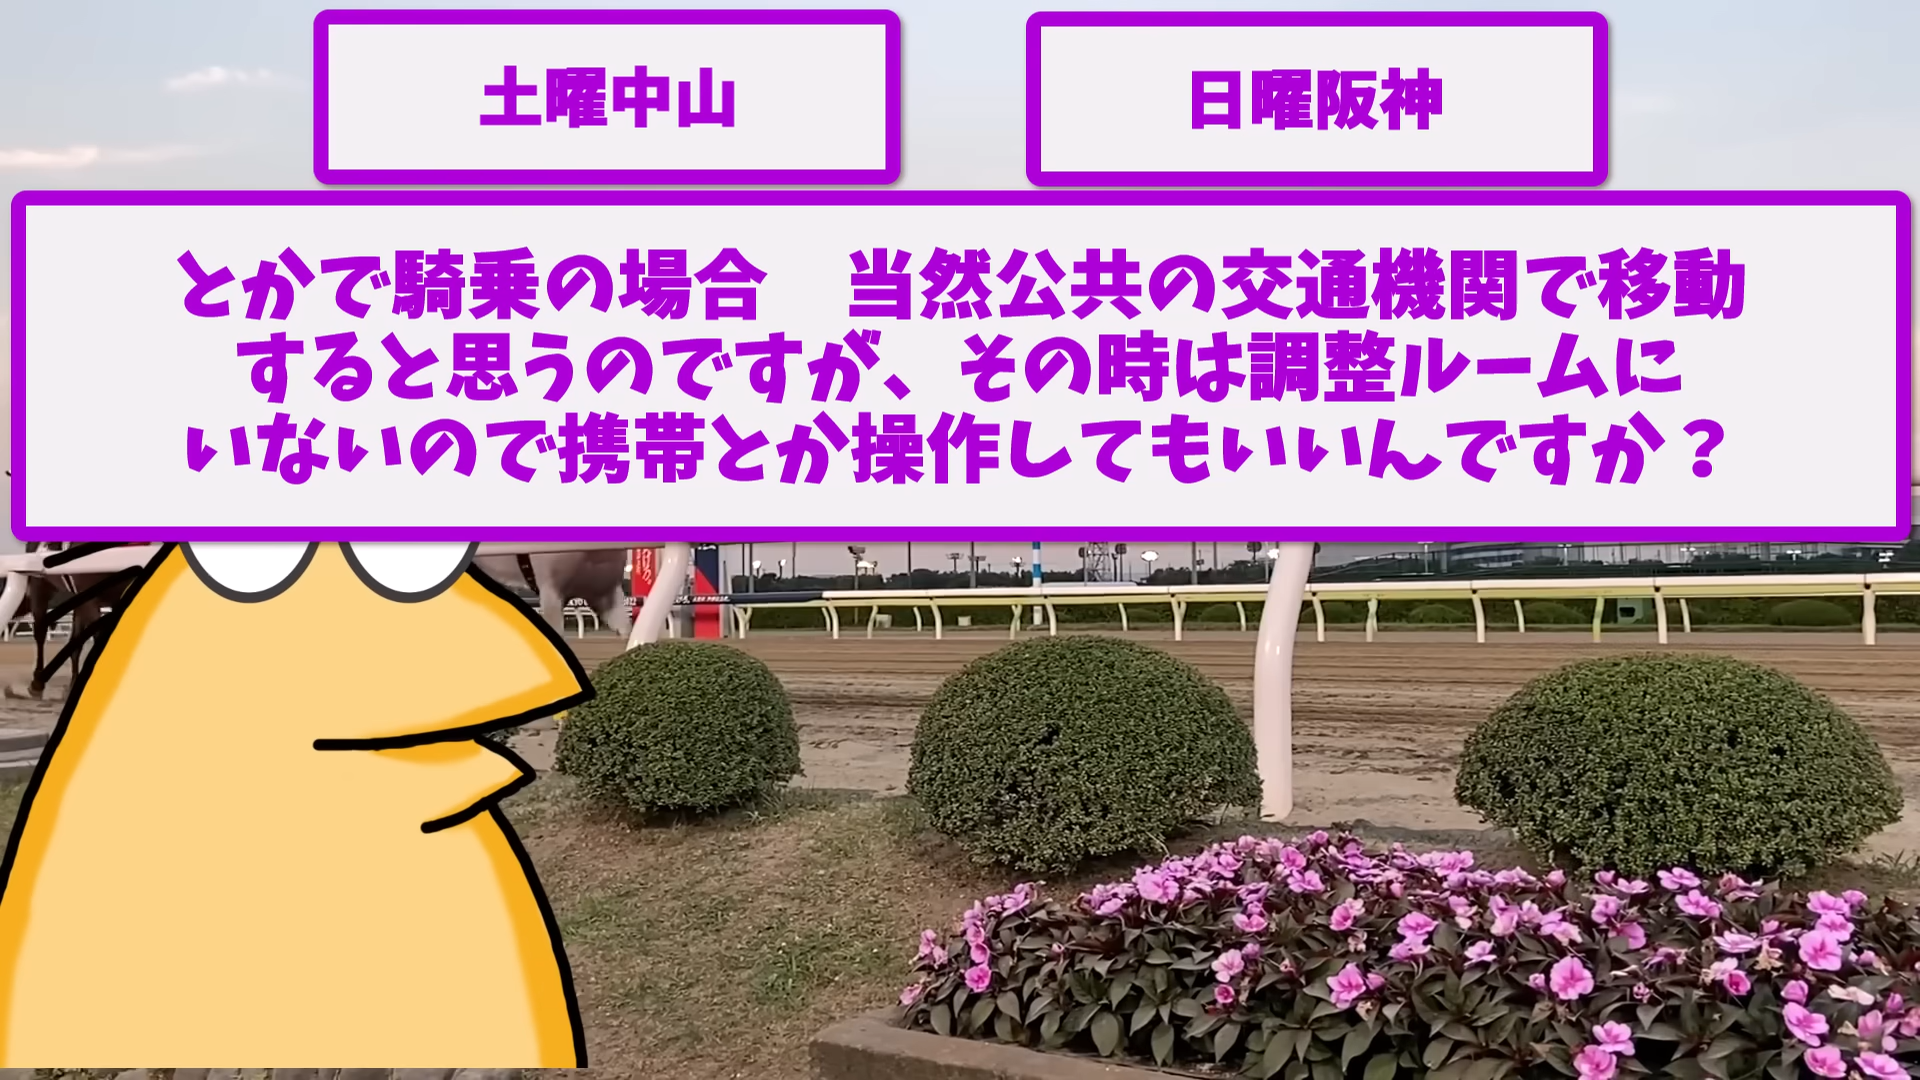 土曜中山
日曜阪神
とかで騎乗の場合　当然公共の交通機関で移動
すると思うのですが、その時は調整ルームに
いないので携帯とか操作してもいいんですか？